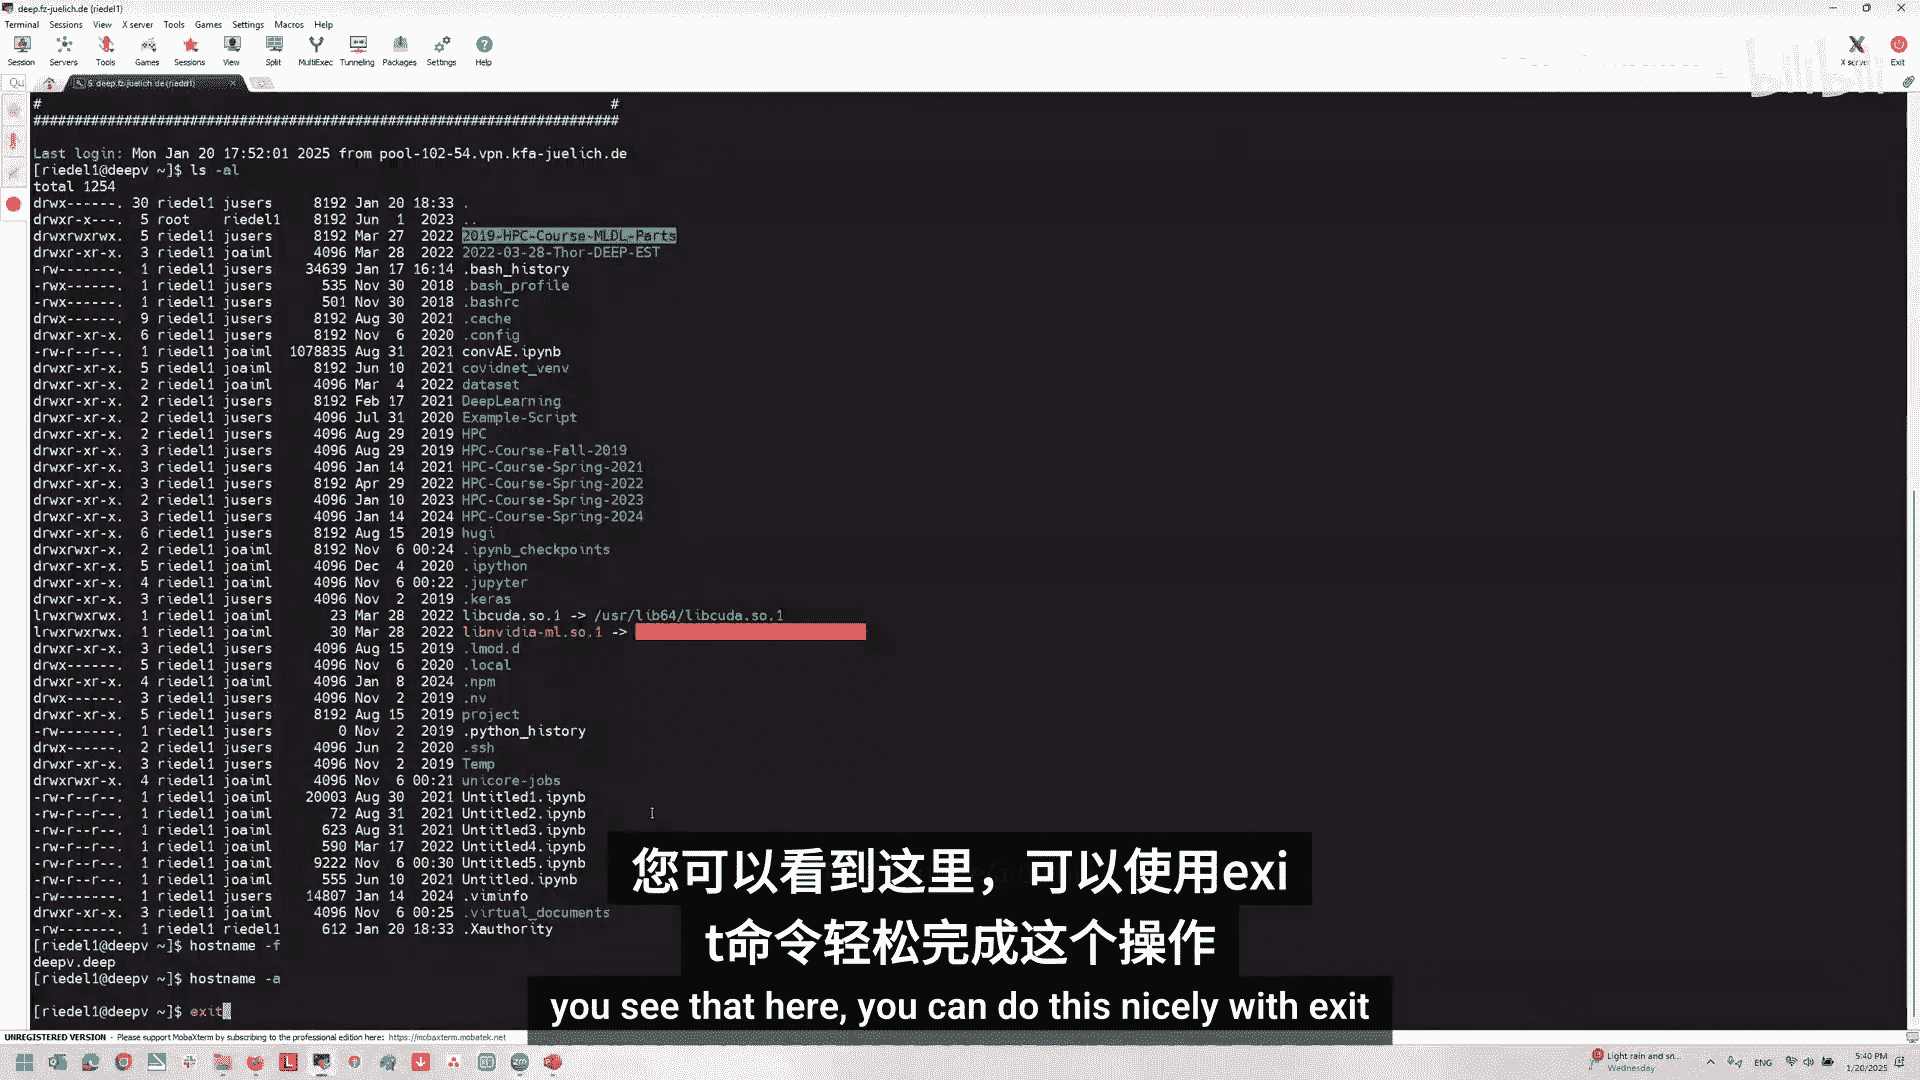 deep.fz-juelich.de (riedel1)
Terminal Sessions View X server Tools Games Settings Macros Help
Session Servers Tools Games Sessions View Split MultiExec Tunneling Packages Settings Help X server Exit
Qu 5. deep.fz-juelich.de (riedel1)
bilibili
# #
#######################################################################
Last login: Mon Jan 20 17:52:01 2025 from pool-102-54.vpn.kfa-juelich.de
[riedel1@deepv ~]$ ls -al
total 1254
drwx------. 30 riedel1 jusers 8192 Jan 20 18:33 .
drwxr-x---. 5 root riedel1 8192 Jun 1 2023 ..
drwxrwxrwx. 5 riedel1 jusers 8192 Mar 27 2022 2019-HPC-Course-MLDL-Parts
drwxr-xr-x. 3 riedel1 joaiml 4096 Mar 28 2022 2022-03-28-Thor-DEEP-EST
-rw-------. 1 riedel1 jusers 34639 Jan 17 16:14 .bash_history
-rwx------. 1 riedel1 jusers 535 Nov 30 2018 .bash_profile
-rwx------. 1 riedel1 jusers 501 Nov 30 2018 .bashrc
drwx------. 9 riedel1 jusers 8192 Aug 30 2021 .cache
drwxr-xr-x. 6 riedel1 jusers 8192 Nov 6 2020 .config
-rw-r--r--. 1 riedel1 joaiml 1078835 Aug 31 2021 convAE.ipynb
drwxr-xr-x. 5 riedel1 jusers 8192 Jun 10 2021 covidnet_venv
drwxr-xr-x. 2 riedel1 joaiml 4096 Mar 4 2022 dataset
drwxr-xr-x. 2 riedel1 jusers 8192 Feb 17 2021 DeepLearning
drwxr-xr-x. 2 riedel1 joaiml 4096 Jul 31 2020 Example-Script
drwxr-xr-x. 2 riedel1 jusers 4096 Aug 29 2019 HPC
drwxr-xr-x. 3 riedel1 jusers 4096 Aug 29 2019 HPC-Course-Fall-2019
drwxr-xr-x. 3 riedel1 joaiml 4096 Jan 14 2021 HPC-Course-Spring-2021
drwxr-xr-x. 3 riedel1 jusers 8192 Apr 29 2022 HPC-Course-Spring-2022
drwxr-xr-x. 2 riedel1 joaiml 4096 Jan 10 2023 HPC-Course-Spring-2023
drwxr-xr-x. 3 riedel1 joaiml 4096 Jan 14 2024 HPC-Course-Spring-2024
drwxr-xr-x. 6 riedel1 jusers 8192 Aug 15 2019 hugi
drwxrwxr-x. 2 riedel1 joaiml 8192 Nov 6 00:24 .ipynb_checkpoints
drwxr-xr-x. 5 riedel1 joaiml 4096 Dec 4 2020 .ipython
drwxr-xr-x. 4 riedel1 joaiml 4096 Nov 6 00:22 .jupyter
drwxr-xr-x. 3 riedel1 jusers 4096 Nov 2 2019 .keras
lrwxrwxrwx. 1 riedel1 joaiml 23 Mar 28 2022 libcuda.so.1 -> /usr/lib64/libcuda.so.1
lrwxrwxrwx. 1 riedel1 joaiml 30 Mar 28 2022 libnvidia-ml.so.1 ->
drwxr-xr-x. 3 riedel1 jusers 4096 Aug 15 2019 .lmod.d
drwx------. 5 riedel1 jusers 4096 Nov 6 2020 .local
drwxr-xr-x. 4 riedel1 joaiml 4096 Jan 8 2024 .npm
drwx------. 3 riedel1 jusers 4096 Nov 2 2019 .nv
drwxr-xr-x. 5 riedel1 jusers 8192 Aug 15 2019 project
-rw-------. 1 riedel1 jusers 0 Nov 2 2019 .python_history
drwx------. 2 riedel1 jusers 4096 Jun 2 2020 .ssh
drwxr-xr-x. 3 riedel1 jusers 4096 Nov 2 2019 Temp
drwxrwxr-x. 4 riedel1 joaiml 4096 Nov 6 00:21 unicore-jobs
-rw-r--r--. 1 riedel1 joaiml 20003 Aug 30 2021 Untitled1.ipynb
-rw-r--r--. 1 riedel1 joaiml 72 Aug 31 2021 Untitled2.ipynb
-rw-r--r--. 1 riedel1 joaiml 623 Aug 31 2021 Untitled3.ipynb
-rw-r--r--. 1 riedel1 joaiml 590 Mar 17 2022 Untitled4.ipynb
-rw-r--r--. 1 riedel1 joaiml 9222 Nov 6 00:30 Untitled5.ipynb
-rw-r--r--. 1 riedel1 joaiml 555 Jun 10 2021 Untitled.ipynb
-rw-------. 1 riedel1 jusers 14807 Jan 14 2024 .viminfo
drwxr-xr-x. 3 riedel1 joaiml 4096 Nov 6 00:25 .virtual_documents
-rw-------. 1 riedel1 riedel1 612 Jan 20 18:33 .Xauthority
[riedel1@deepv ~]$ hostname -f
deepv.deep
[riedel1@deepv ~]$ hostname -a
[riedel1@deepv ~]$ exit
您可以看到这里，可以使用exi
t命令轻松完成这个操作
you see that here, you can do this nicely with exit
UNREGISTERED VERSION - Please support MobaXterm by subscribing to the professional edition here: https://mobaxterm.mobatek.net
Light rain and sn...
Wednesday
ENG
5:40 PM
1/20/2025